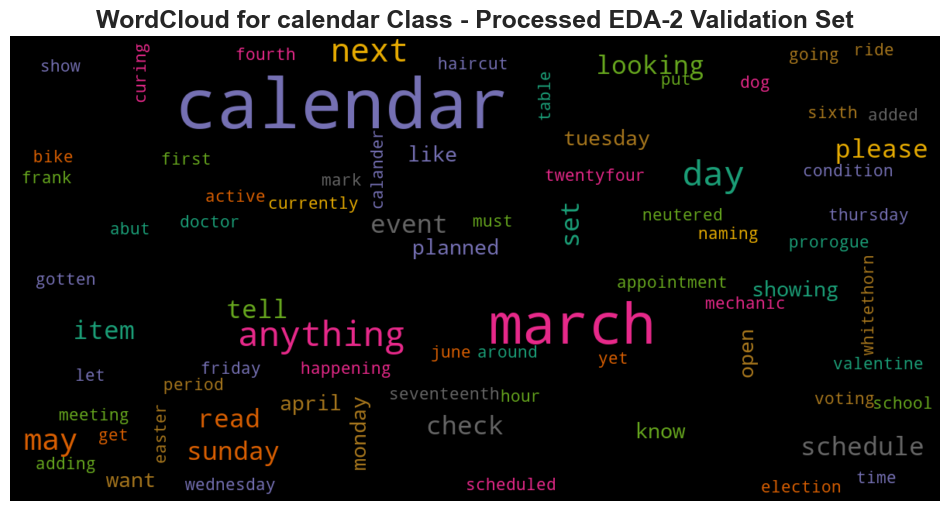 WordCloud for calendar Class - Processed EDA-2 Validation Set
show
curing
fourth
next
haircut
looking
put
table
dog
going
ride
calendar
sixth
added
bike
frank
first
mark
calander
like
tuesday
please
condition
active
currently
twentyfour
day
abut
doctor
event
must
planned
set
neutered
naming
thursday
prorogue
gotten
appointment
showing
mechanic
whitethorn
item
tell
anything
march
june
around
yet
open
valentine
let
friday
happening
period
seventeenth
hour
voting
school
meeting
may
get
adding
easter
read
sunday
april
monday
check
know
schedule
want
wednesday
scheduled
election
time